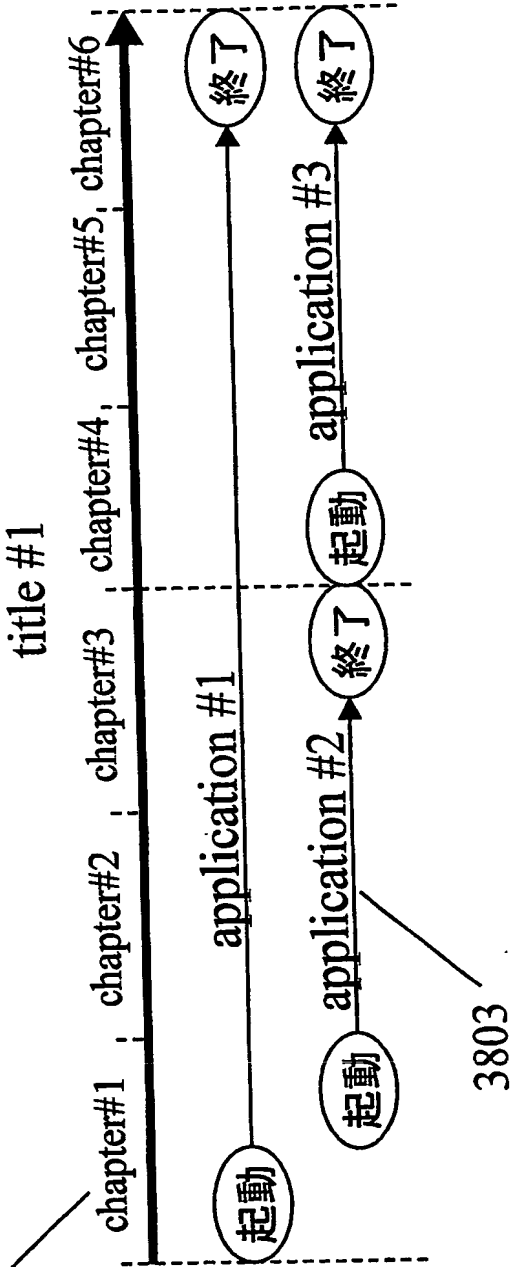 title #1
chapter#1 chapter#2 chapter#3 chapter#4 chapter#5 chapter#6
起動 application #1 終了
起動 application #2 終了 起動 application #3 終了
3803